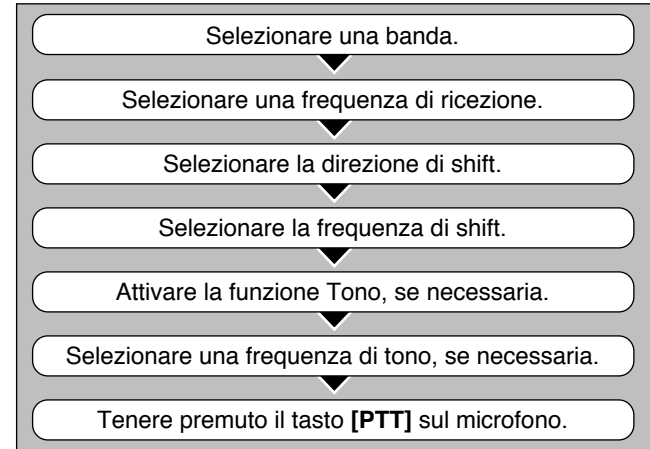 Selezionare una banda.
Selezionare una frequenza di ricezione.
Selezionare la direzione di shift.
Selezionare la frequenza di shift.
Attivare la funzione Tono, se necessaria.
Selezionare una frequenza di tono, se necessaria.
Tenere premuto il tasto [PTT] sul microfono.